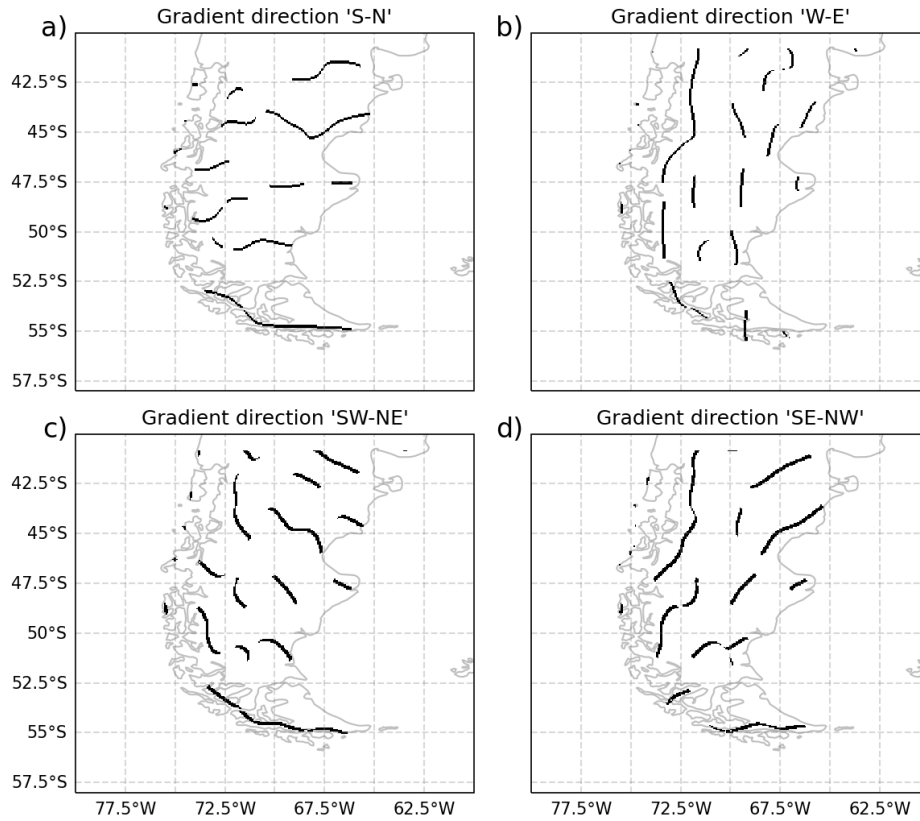 a) Gradient direction 'S-N'
b) Gradient direction 'W-E'
42.5°S
45°S
47.5°S
50°S
52.5°S
55°S
57.5°S
c) Gradient direction 'SW-NE'
d) Gradient direction 'SE-NW'
42.5°S
45°S
47.5°S
50°S
52.5°S
55°S
57.5°S
77.5°W 72.5°W 67.5°W 62.5°W
77.5°W 72.5°W 67.5°W 62.5°W